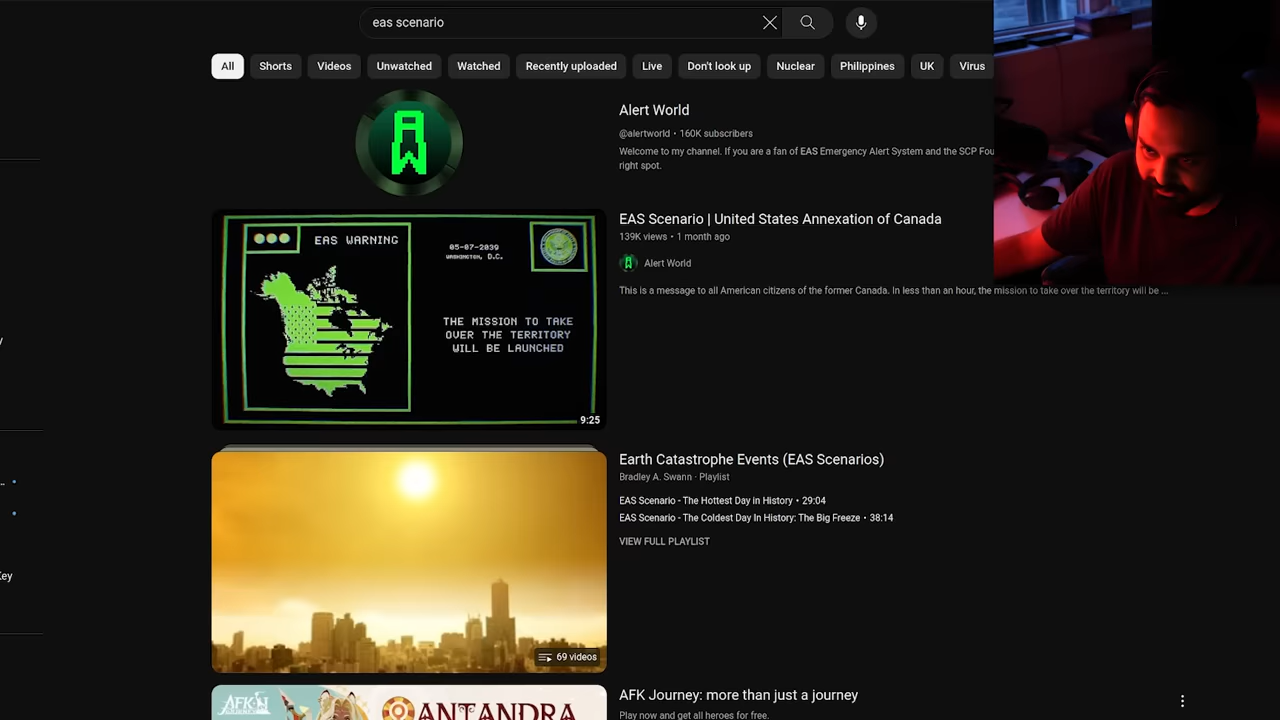 eas scenario
All
Shorts
Videos
Unwatched
Watched
Recently uploaded
Live
Don't look up
Nuclear
Philippines
UK
Virus
Alert World
@alertworld • 160K subscribers
Welcome to my channel. If you are a fan of EAS Emergency Alert System and the SCP Fou
right spot.
EAS WARNING
05-07-2039
WASHINGTON, D.C.
THE MISSION TO TAKE
OVER THE TERRITORY
WILL BE LAUNCHED
9:25
EAS Scenario | United States Annexation of Canada
139K views • 1 month ago
Alert World
This is a message to all American citizens of the former Canada. In less than an hour, the mission to take over the territory will be ...
y
Key
69 videos
Earth Catastrophe Events (EAS Scenarios)
Bradley A. Swann · Playlist
EAS Scenario - The Hottest Day in History • 29:04
EAS Scenario - The Coldest Day In History: The Big Freeze • 38:14
VIEW FULL PLAYLIST
AFK
ANTANDRA
AFK Journey: more than just a journey
Play now and get all heroes for free.